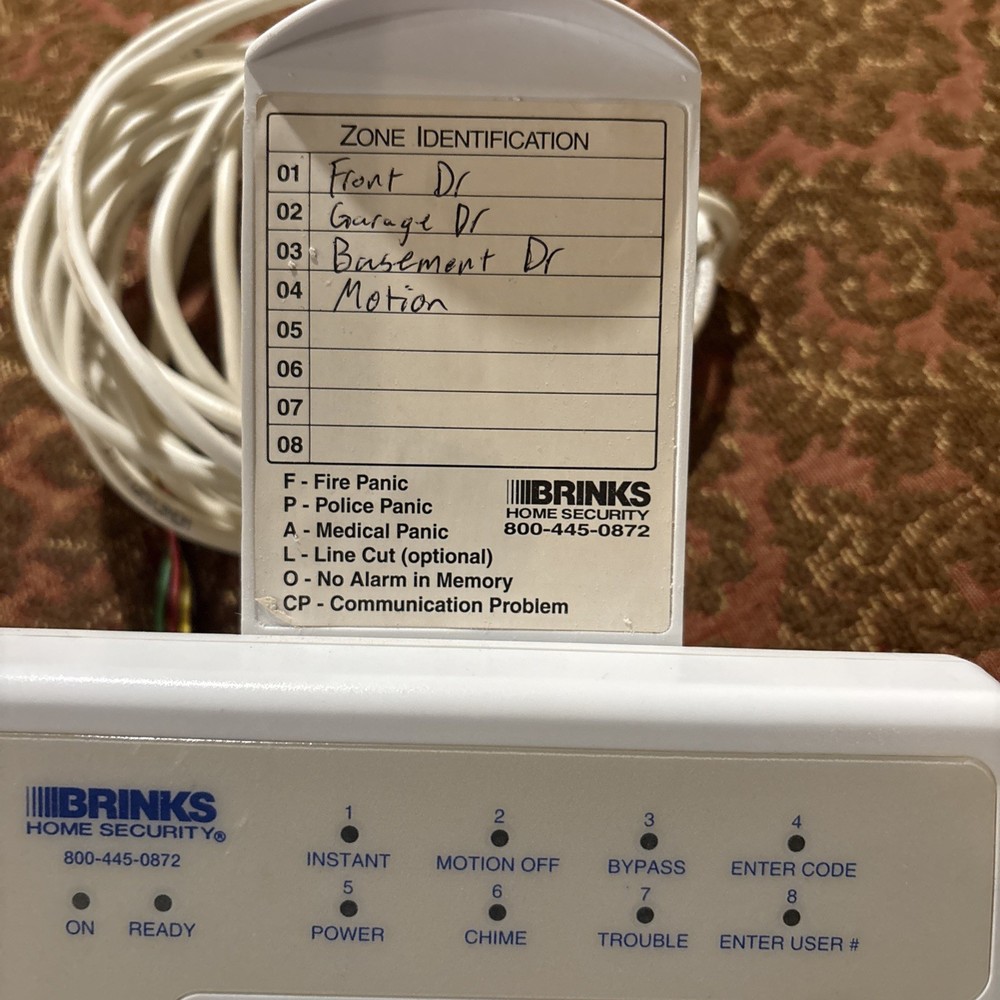 ZONE IDENTIFICATION
01 Front Dr
02 Garage Dr
03 Basement Dr
04 Motion
05
06
07
08
F - Fire Panic
P - Police Panic
A - Medical Panic
L - Line Cut (optional)
O - No Alarm in Memory
CP - Communication Problem
BRINKS
HOME SECURITY
800-445-0872
BRINKS
HOME SECURITY®
800-445-0872
ON READY
1 2 3 4
INSTANT MOTION OFF BYPASS ENTER CODE
5 6 7 8
POWER CHIME TROUBLE ENTER USER #